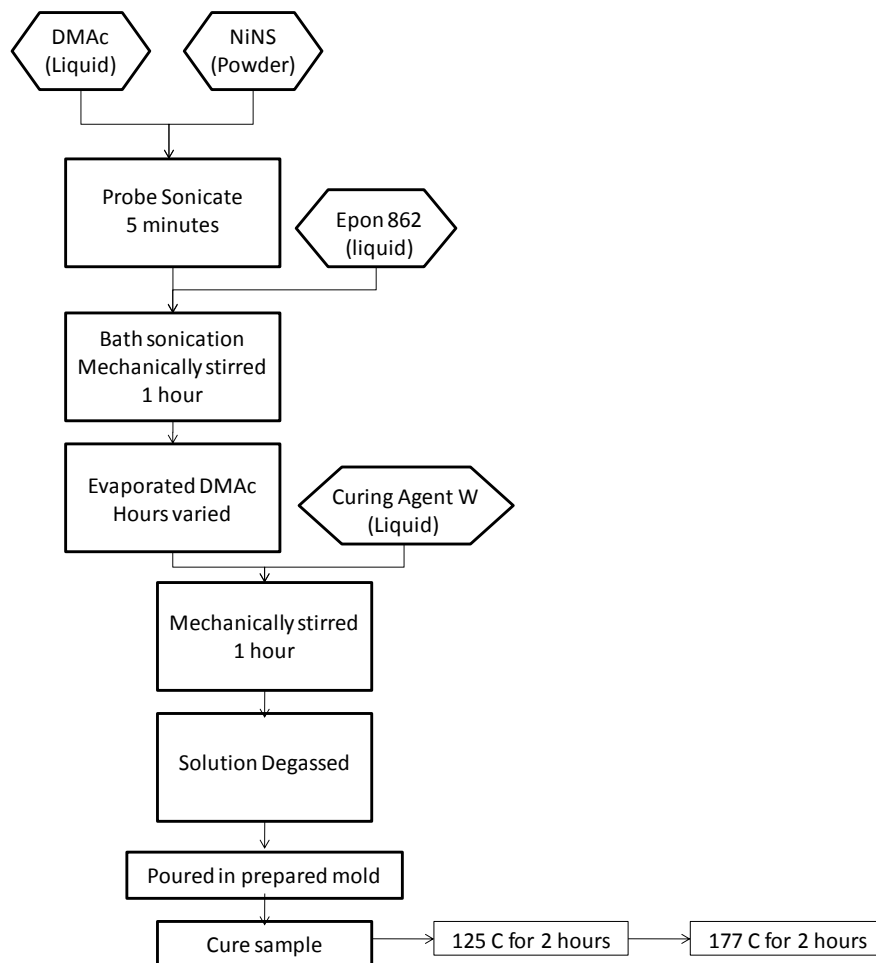 DMAc
(Liquid)
NiNS
(Powder)
Probe Sonicate
5 minutes
Epon 862
(liquid)
Bath sonication
Mechanically stirred
1 hour
Evaporated DMAc
Hours varied
Curing Agent W
(Liquid)
Mechanically stirred
1 hour
Solution Degassed
Poured in prepared mold
Cure sample
125 C for 2 hours
177 C for 2 hours